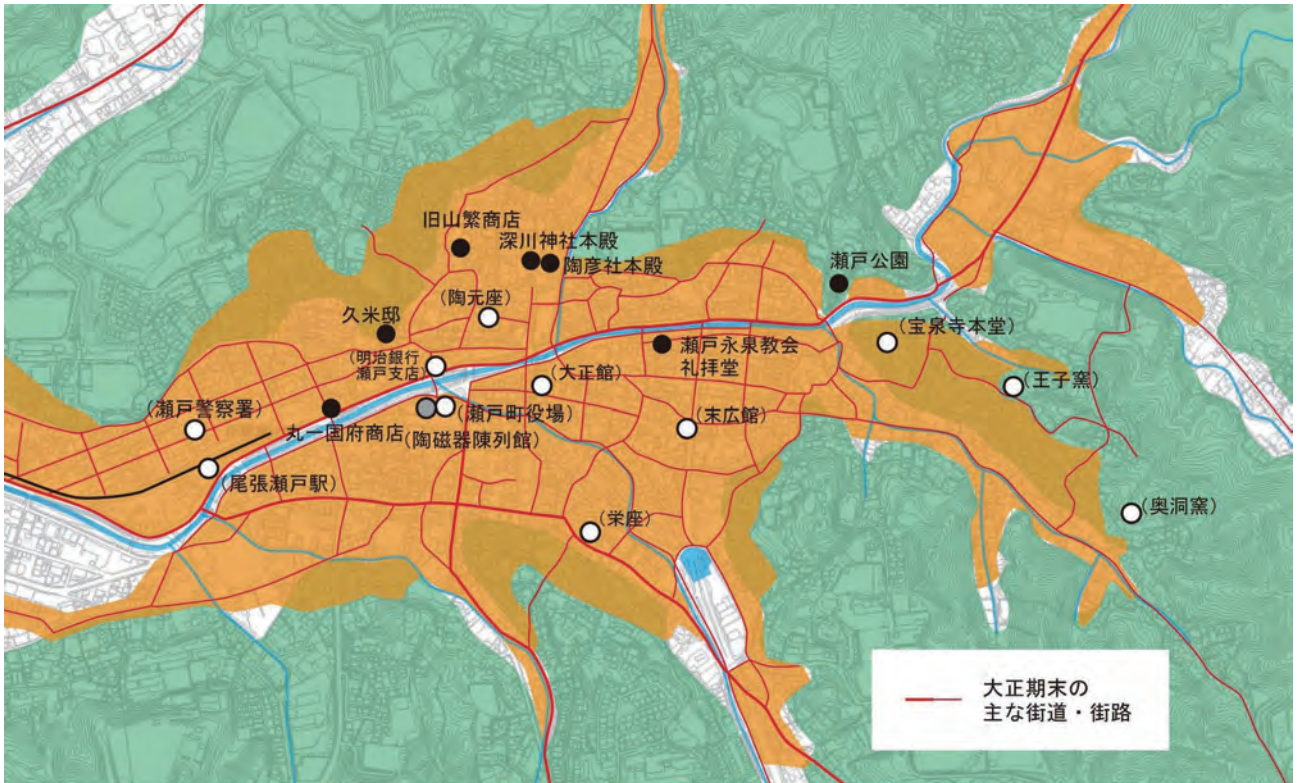 旧山繁商店
深川神社本殿
陶彦社本殿
瀬戸公園
(陶元座)
久米邸
(宝泉寺本堂)
瀬戸永泉教会
礼拝堂
(明治銀行
瀬戸支店)
(大正館)
(王子窯)
(瀬戸警察署)
(瀬戸町役場)
(末広館)
丸一国府商店
(陶磁器陳列館)
(尾張瀬戸駅)
(奥洞窯)
(栄座)
大正期末の
主な街道・街路